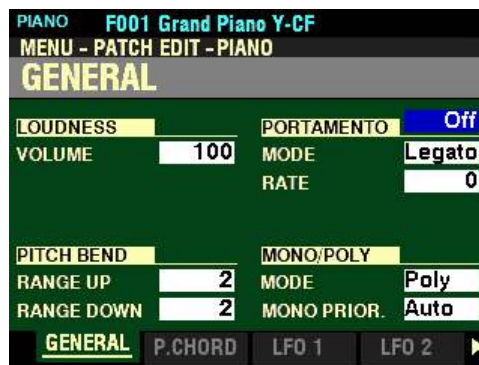 PIANO F001 Grand Piano Y-CF
MENU - PATCH EDIT - PIANO
GENERAL
LOUDNESS PORTAMENTO Off
VOLUME 100 MODE Legato
RATE 0
PITCH BEND MONO/POLY
RANGE UP 2 MODE Poly
RANGE DOWN 2 MONO PRIOR. Auto
GENERAL P.CHORD LFO 1 LFO 2